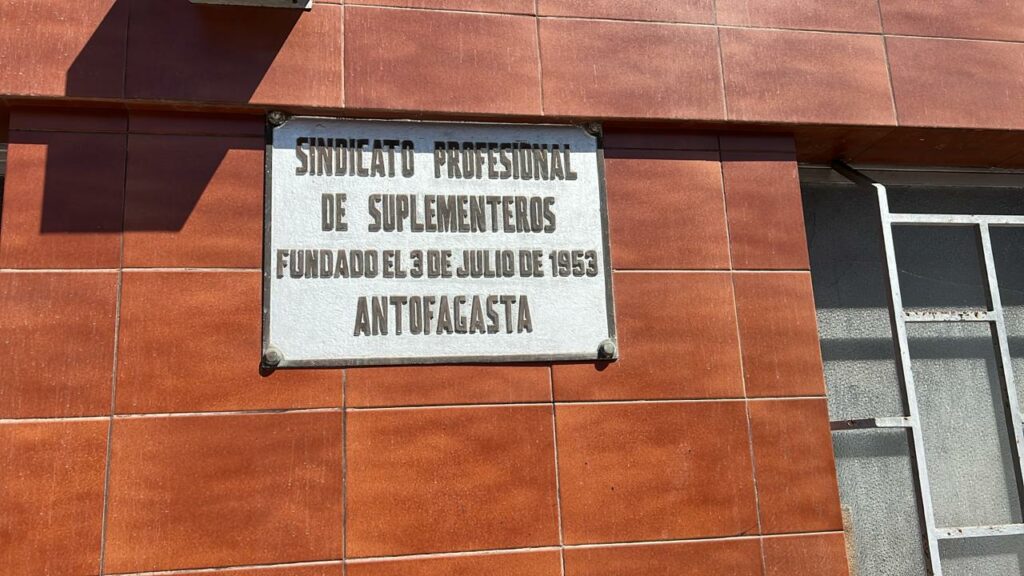 SINDICATO PROFESIONAL
DE SUPLEMENTEROS
FUNDADO EL 3 DE JULIO DE 1953
ANTOFAGASTA